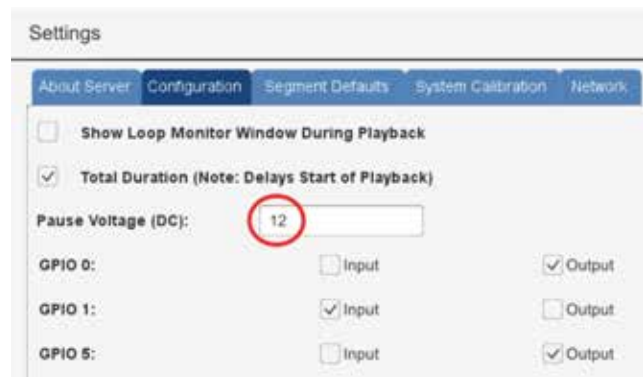 Settings
About Server Configuration Segment Defaults System Calibration Network
Show Loop Monitor Window During Playback
Total Duration (Note: Delays Start of Playback)
Pause Voltage (DC): 12
GPIO 0: Input Output
GPIO 1: Input Output
GPIO 5: Input Output